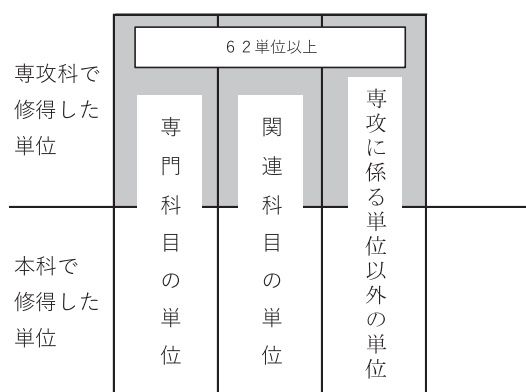 ６２単位以上
専攻科で
修得した
単位
専門科目の単位
関連科目の単位
専攻に係る単位以外の単位
本科で
修得した
単位